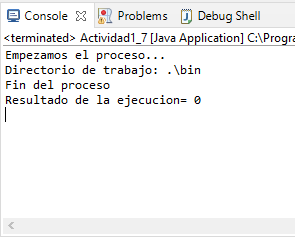 Console Problems Debug Shell
<terminated> Actividad1_7 [Java Application] C:\Progra
Empezamos el proceso...
Directorio de trabajo: .\bin
Fin del proceso
Resultado de la ejecucion= 0